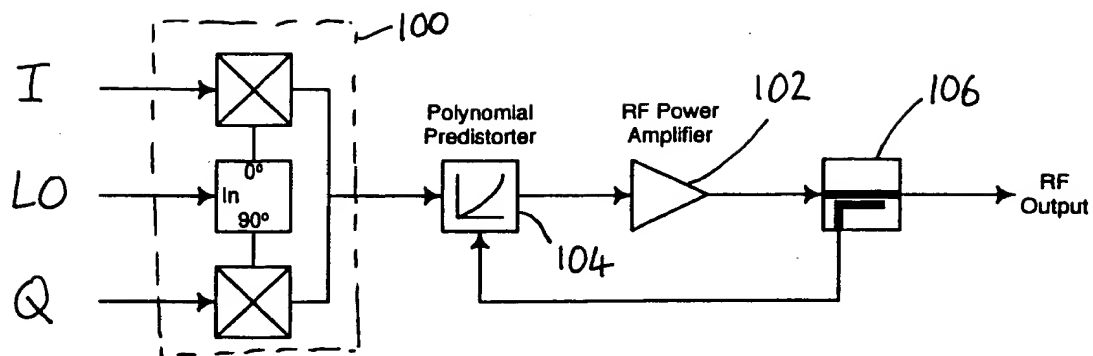 100
I
LO
Q
0°
In
90°
Polynomial
Predistorter
104
RF Power
Amplifier
102
106
RF
Output